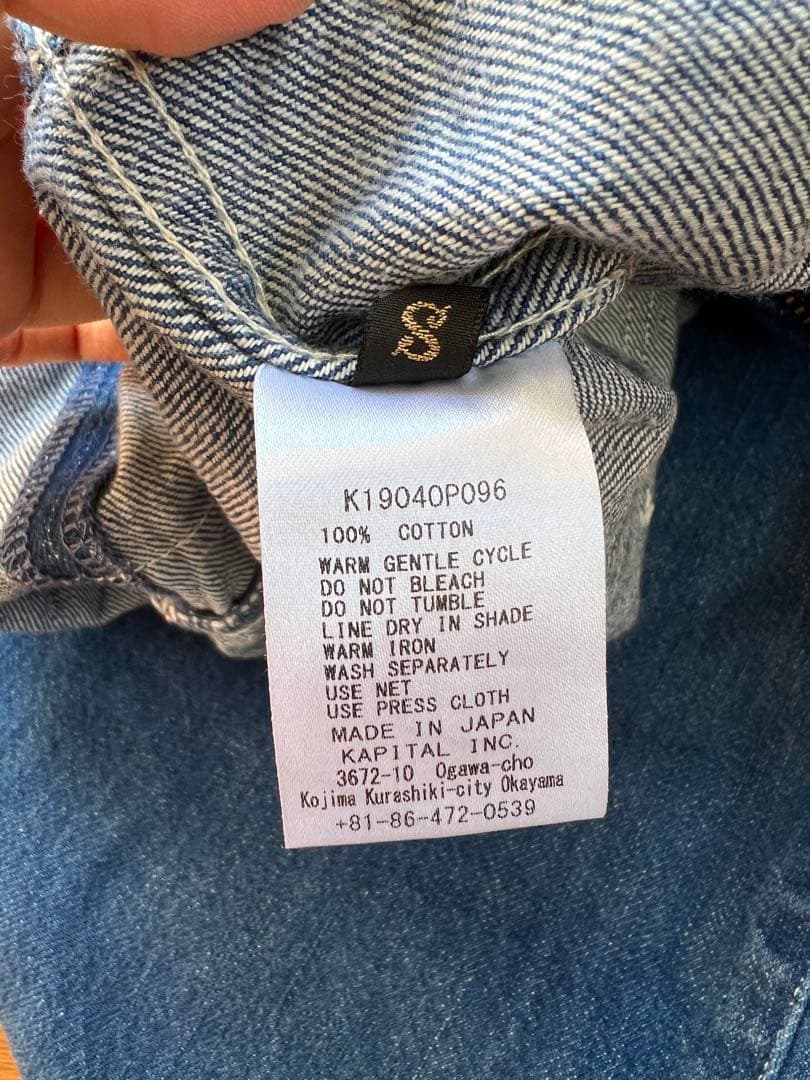 S
K1904OP096
100% COTTON
WARM GENTLE CYCLE
DO NOT BLEACH
DO NOT TUMBLE
LINE DRY IN SHADE
WARM IRON
WASH SEPARATELY
USE NET
USE PRESS CLOTH
MADE IN JAPAN
KAPITAL INC.
3672-10 Ogawa-cho
Kojima Kurashiki-city Okayama
+81-86-472-0539